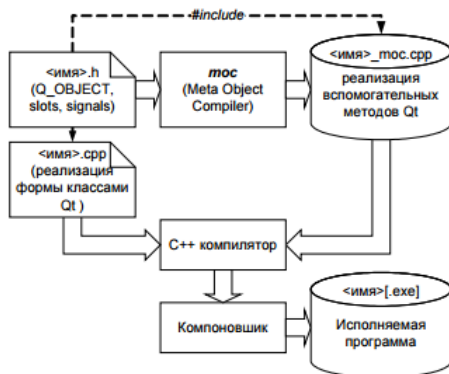 #include
<имя>.h
(Q_OBJECT,
slots, signals)
moc
(Meta Object
Compiler)
<имя>_moc.cpp
реализация
вспомогательных
методов Qt
<имя>.cpp
(реализация
формы классами
Qt )
C++ компилятор
Компоновшик
<имя>[.exe]
Исполняемая
программа